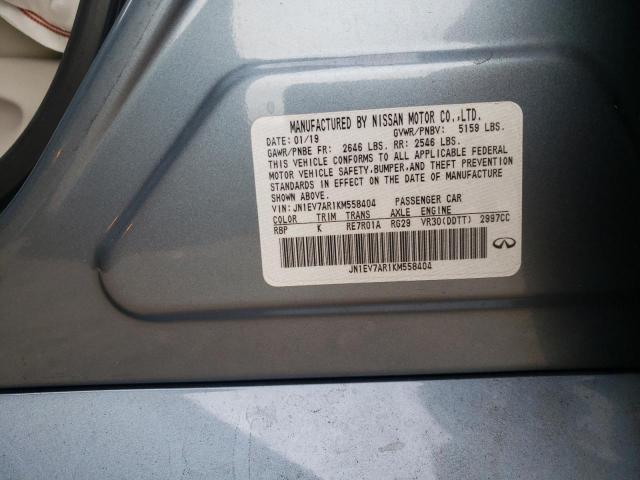 MANUFACTURED BY NISSAN MOTOR CO.,LTD.
DATE: 01/19 GVWR/PNBV: 5159 LBS.
GAWR/PNBE FR: 2646 LBS. RR: 2546 LBS.
THIS VEHICLE CONFORMS TO ALL APPLICABLE FEDERAL
MOTOR VEHICLE SAFETY,BUMPER,AND THEFT PREVENTION
STANDARDS IN EFFECT ON THE DATE OF MANUFACTURE
SHOWN ABOVE.
VIN: JN1EV7AR1KM558404 PASSENGER CAR
COLOR TRIM TRANS AXLE ENGINE
RBP K RE7R01A RG29 VR30(DDTT) 2997CC
JN1EV7AR1KM558404